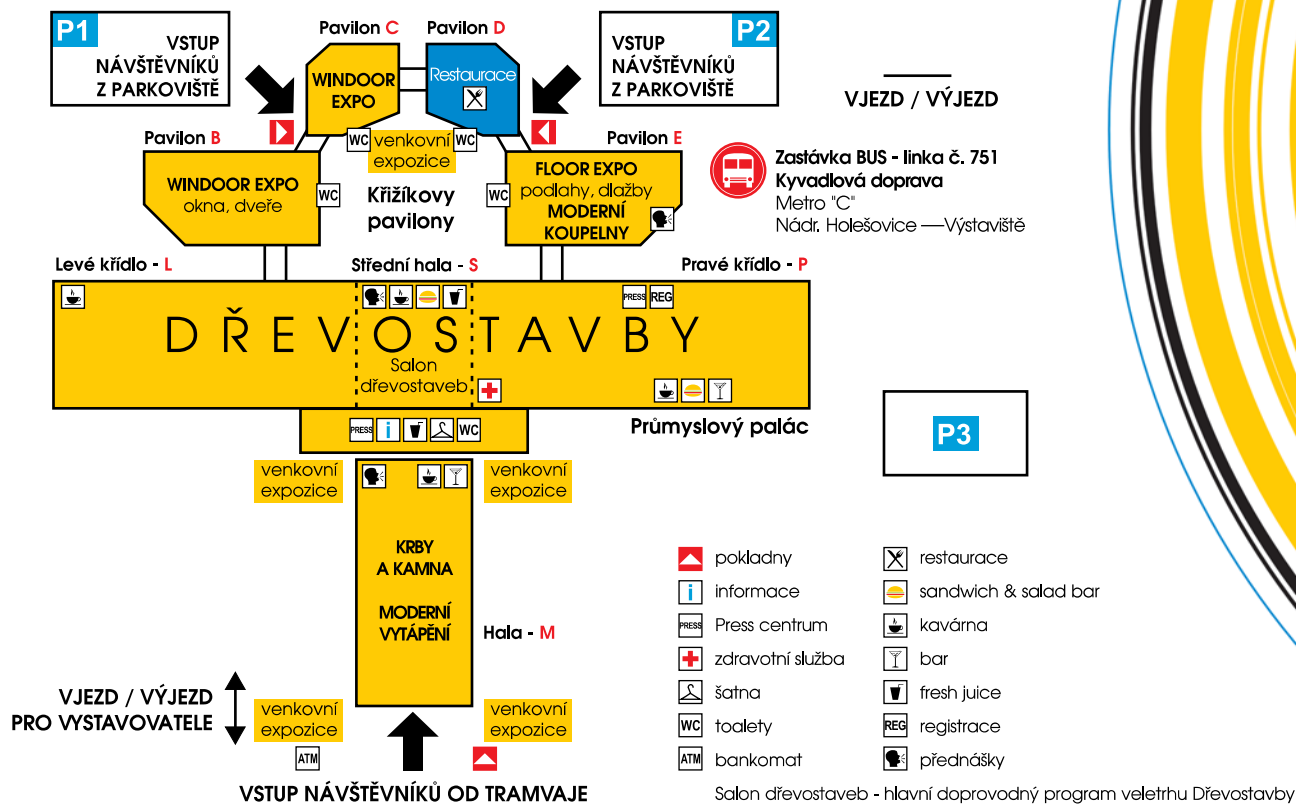 P1
VSTUP
NÁVŠTĚVNÍKŮ
Z PARKOVIŠTĚ
Pavilon C
Pavilon D
WINDOOR
EXPO
Restaurace
VSTUP
NÁVŠTĚVNÍKŮ
Z PARKOVIŠTĚ
P2
VJEZD / VÝJEZD
Pavilon B
WC
venkovní
expozice
WC
Pavilon E
WINDOOR EXPO
okna, dveře
WC
Křižíkovy
pavilony
WC
FLOOR EXPO
podlahy, dlažby
MODERNÍ
KOUPELNY
Zastávka BUS - linka č. 751
Kyvadlová doprava
Metro "C"
Nádr. Holešovice — Výstaviště
Levé křídlo - L
Střední hala - S
Pravé křídlo - P
PRESS
REG
DŘEVOSTAVBY
Salon
dřevostaveb
PRESS
i
WC
Průmyslový palác
P3
venkovní
expozice
venkovní
expozice
KRBY
A KAMNA
MODERNÍ
VYTÁPĚNÍ
Hala - M
VJEZD / VÝJEZD
PRO VYSTAVOVATELE
venkovní
expozice
venkovní
expozice
ATM
VSTUP NÁVŠTĚVNÍKŮ OD TRAMVAJE
pokladny
i informace
PRESS Press centrum
zdravotní služba
šatna
WC toalety
ATM bankomat
restaurace
sandwich & salad bar
kavárna
bar
fresh juice
REG registrace
přednášky
Salon dřevostaveb - hlavní doprovodný program veletrhu Dřevostavby